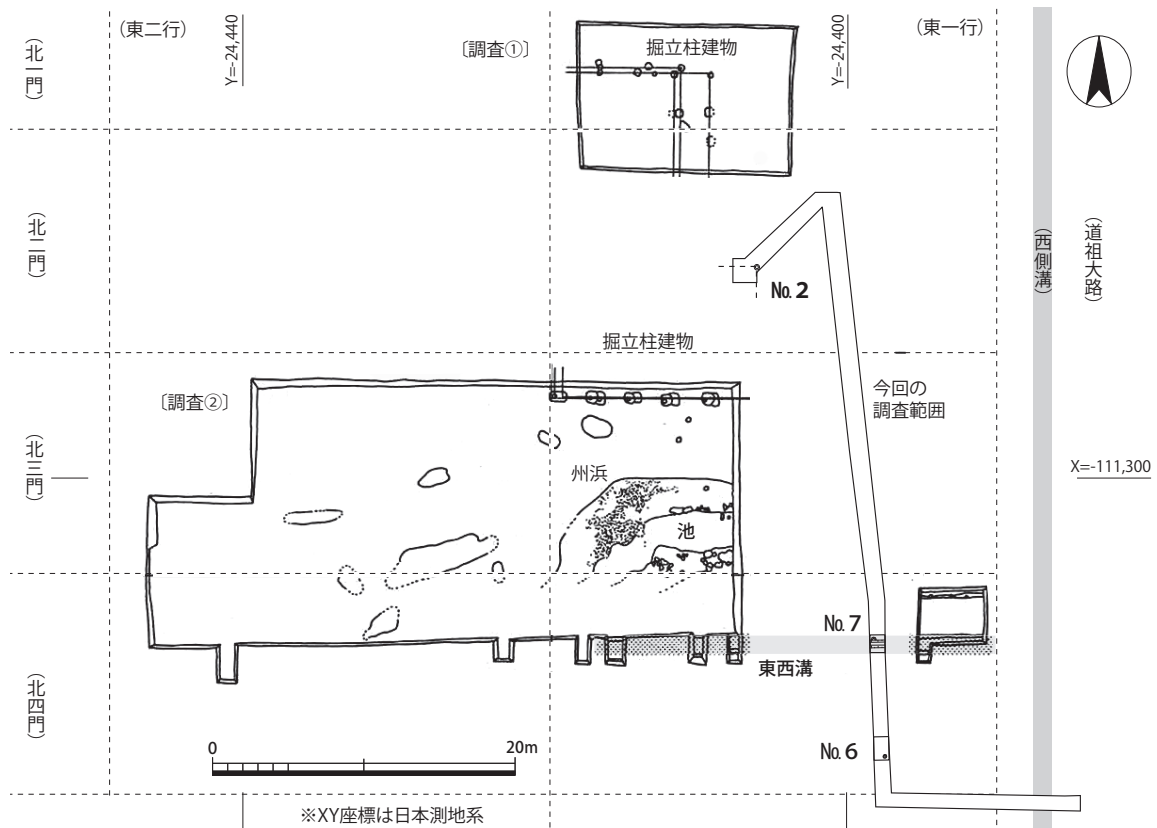 (東二行)
Y=-24,440
〔調査①〕
掘立柱建物
Y=-24,400
(東一行)
(北一門)
(北二門)
(西側溝)
(道祖大路)
No. 2
掘立柱建物
〔調査②〕
今回の
調査範囲
(北三門)
州浜
X=-111,300
池
No. 7
東西溝
(北四門)
No. 6
0
20m
※XY座標は日本測地系